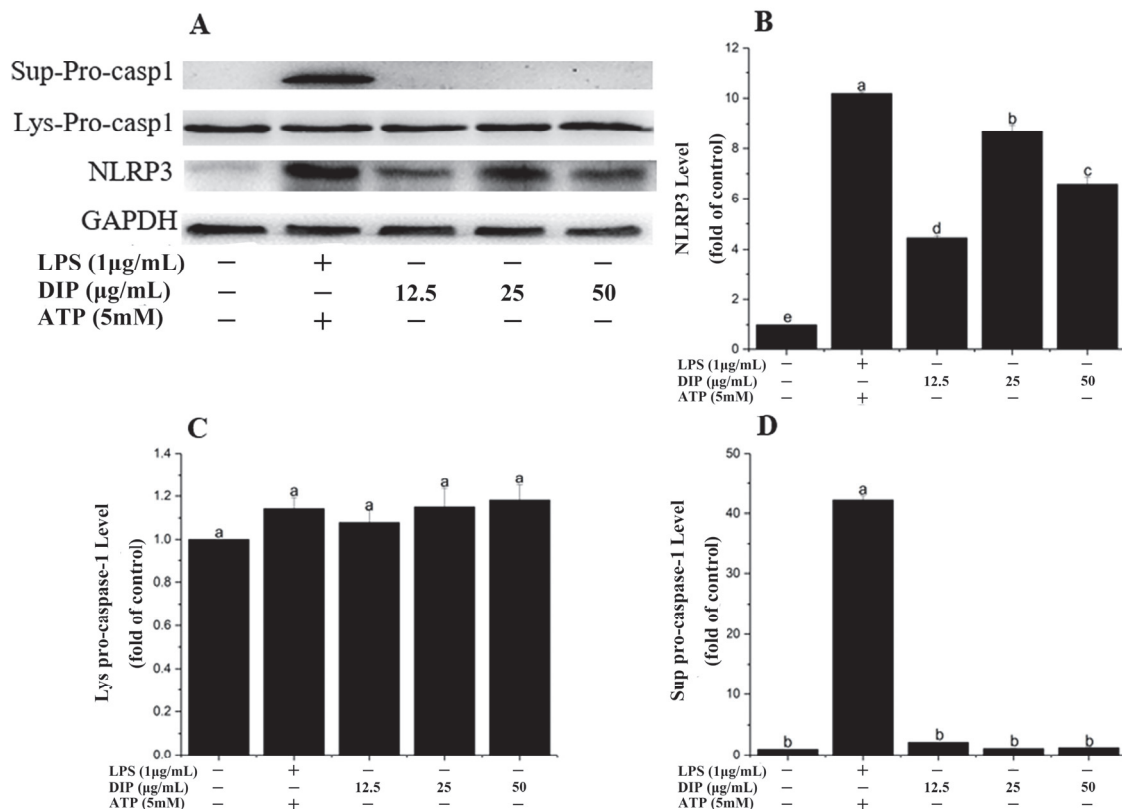 A
Sup-Pro-casp1
Lys-Pro-casp1
NLRP3
GAPDH
LPS (1µg/mL) − + − − −
DIP (µg/mL) − − 12.5 25 50
ATP (5mM) − + − − −
B
NLRP3 Level
(fold of control)
12
10
8
6
4
2
0
e a d b c
LPS (1µg/mL) − + − − −
DIP (µg/mL) − − 12.5 25 50
ATP (5mM) − + − − −
C
Lys pro-caspase-1 Level
(fold of control)
1.4
1.2
1.0
0.8
0.6
0.4
0.2
0.0
a a a a a
LPS (1µg/mL) − + − − −
DIP (µg/mL) − − 12.5 25 50
ATP (5mM) − + − − −
D
Sup pro-caspase-1 Level
(fold of control)
50
40
30
20
10
0
b a b b b
LPS (1µg/mL) − + − − −
DIP (µg/mL) − − 12.5 25 50
ATP (5mM) − + − − −